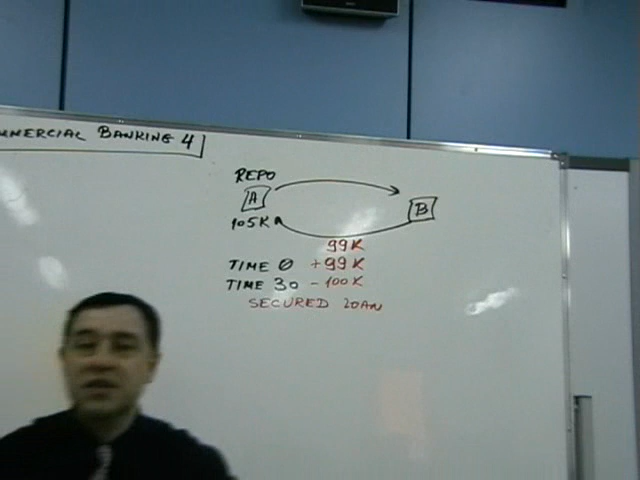 MMERCIAL BANKING 4
REPO
A
B
105K
99K
TIME 0 +99K
TIME 30 -100K
SECURED LOAN